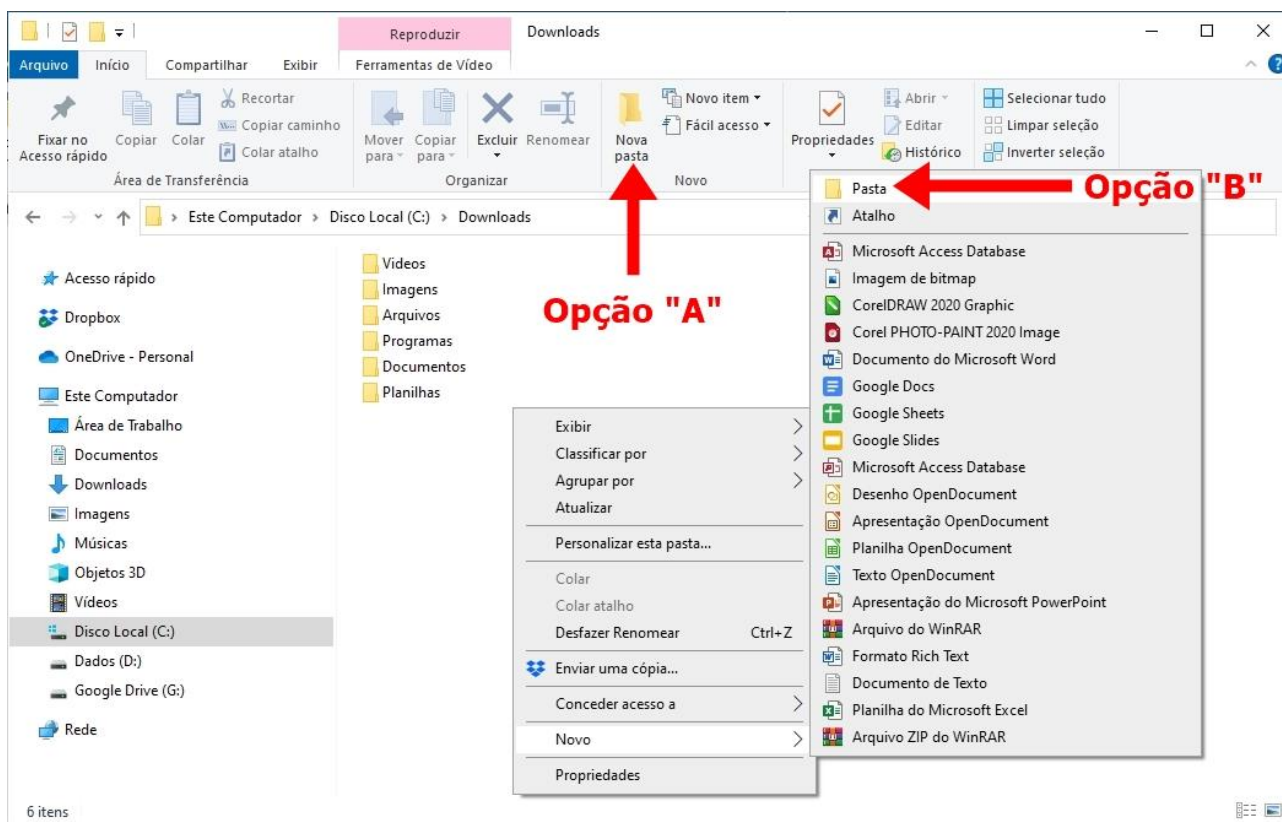 Reproduzir
Downloads
Arquivo
Início
Compartilhar
Exibir
Ferramentas de Vídeo
Fixar no
Acesso rápido
Copiar
Colar
Recortar
Copiar caminho
Colar atalho
Área de Transferência
Mover
para
Copiar
para
Excluir
Renomear
Organizar
Nova
pasta
Novo item
Fácil acesso
Novo
Propriedades
Abrir
Editar
Histórico
Selecionar tudo
Limpar seleção
Inverter seleção
Este Computador > Disco Local (C:) > Downloads
Acesso rápido
Dropbox
OneDrive - Personal
Este Computador
Área de Trabalho
Documentos
Downloads
Imagens
Músicas
Objetos 3D
Vídeos
Disco Local (C:)
Dados (D:)
Google Drive (G:)
Rede
Videos
Imagens
Arquivos
Programas
Documentos
Planilhas
Opção "A"
Exibir
Classificar por
Agrupar por
Atualizar
Personalizar esta pasta...
Colar
Colar atalho
Desfazer Renomear Ctrl+Z
Enviar uma cópia...
Conceder acesso a
Novo
Propriedades
Pasta
Opção "B"
Atalho
Microsoft Access Database
Imagem de bitmap
CorelDRAW 2020 Graphic
Corel PHOTO-PAINT 2020 Image
Documento do Microsoft Word
Google Docs
Google Sheets
Google Slides
Microsoft Access Database
Desenho OpenDocument
Apresentação OpenDocument
Planilha OpenDocument
Texto OpenDocument
Apresentação do Microsoft PowerPoint
Arquivo do WinRAR
Formato Rich Text
Documento de Texto
Planilha do Microsoft Excel
Arquivo ZIP do WinRAR
6 itens